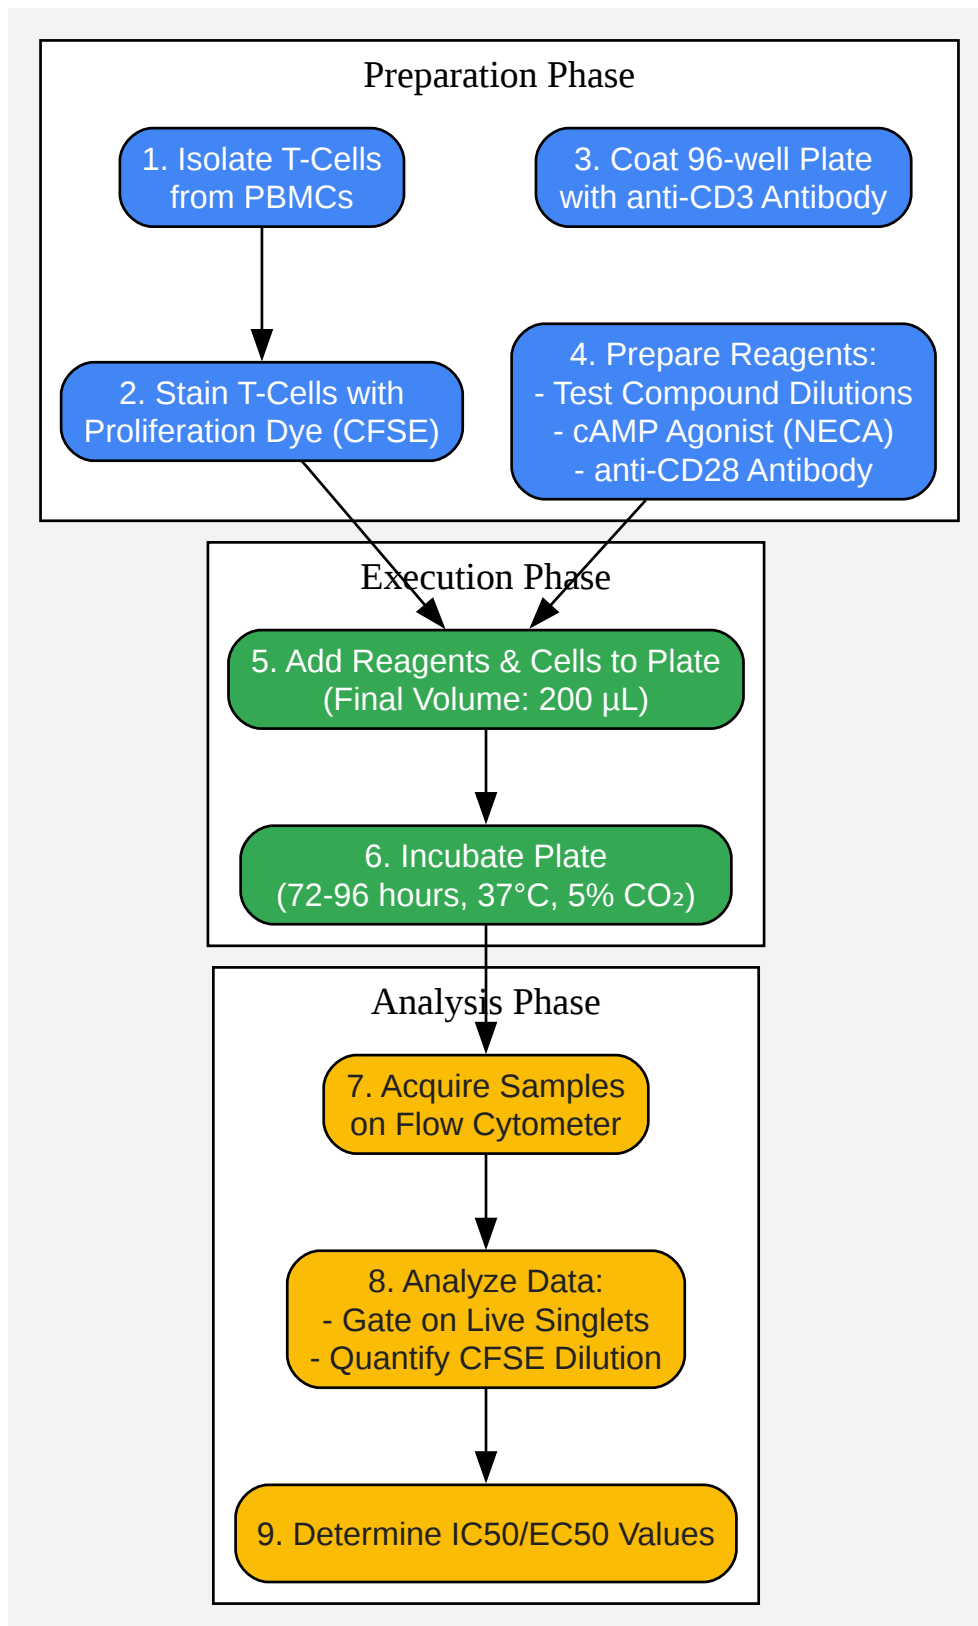 Preparation Phase
1. Isolate T-Cells
from PBMCs
3. Coat 96-well Plate
with anti-CD3 Antibody
2. Stain T-Cells with
Proliferation Dye (CFSE)
4. Prepare Reagents:
- Test Compound Dilutions
- cAMP Agonist (NECA)
- anti-CD28 Antibody
Execution Phase
5. Add Reagents & Cells to Plate
(Final Volume: 200 µL)
6. Incubate Plate
(72-96 hours, 37°C, 5% CO₂)
Analysis Phase
7. Acquire Samples
on Flow Cytometer
8. Analyze Data:
- Gate on Live Singlets
- Quantify CFSE Dilution
9. Determine IC50/EC50 Values